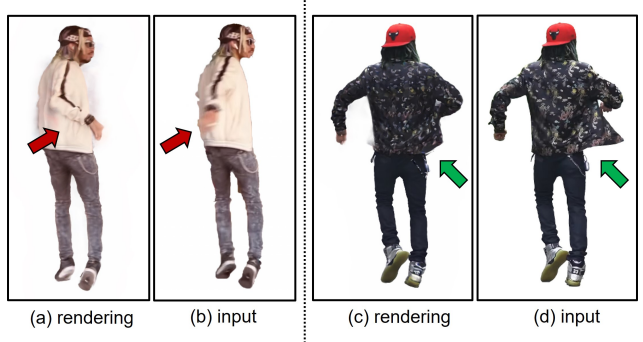 (a) rendering
(b) input
(c) rendering
(d) input